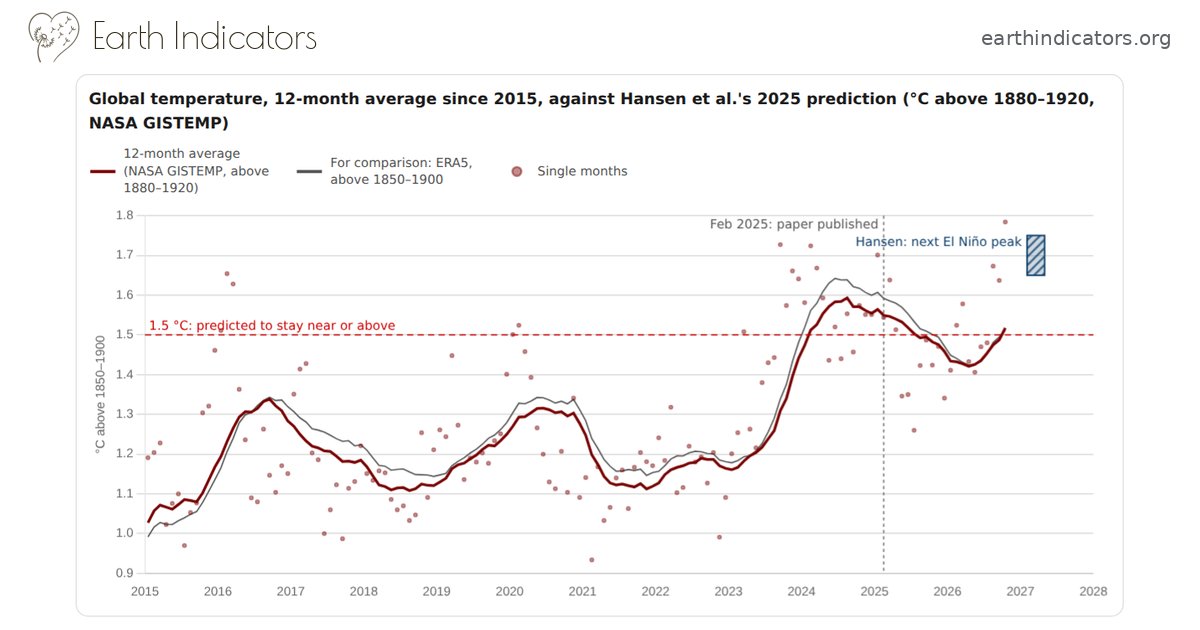 Earth Indicators
earthindicators.org
Global temperature, 12-month average since 2015, against Hansen et al.'s 2025 prediction (°C above 1880–1920,
NASA GISTEMP)
12-month average
(NASA GISTEMP, above
1880–1920)
For comparison: ERA5,
above 1850–1900
Single months
1.8
1.7
1.6
1.5
1.4
1.3
1.2
1.1
1.0
0.9
°C above 1850–1900
Feb 2025: paper published
Hansen: next El Niño peak
1.5 °C: predicted to stay near or above
2015
2016
2017
2018
2019
2020
2021
2022
2023
2024
2025
2026
2027
2028